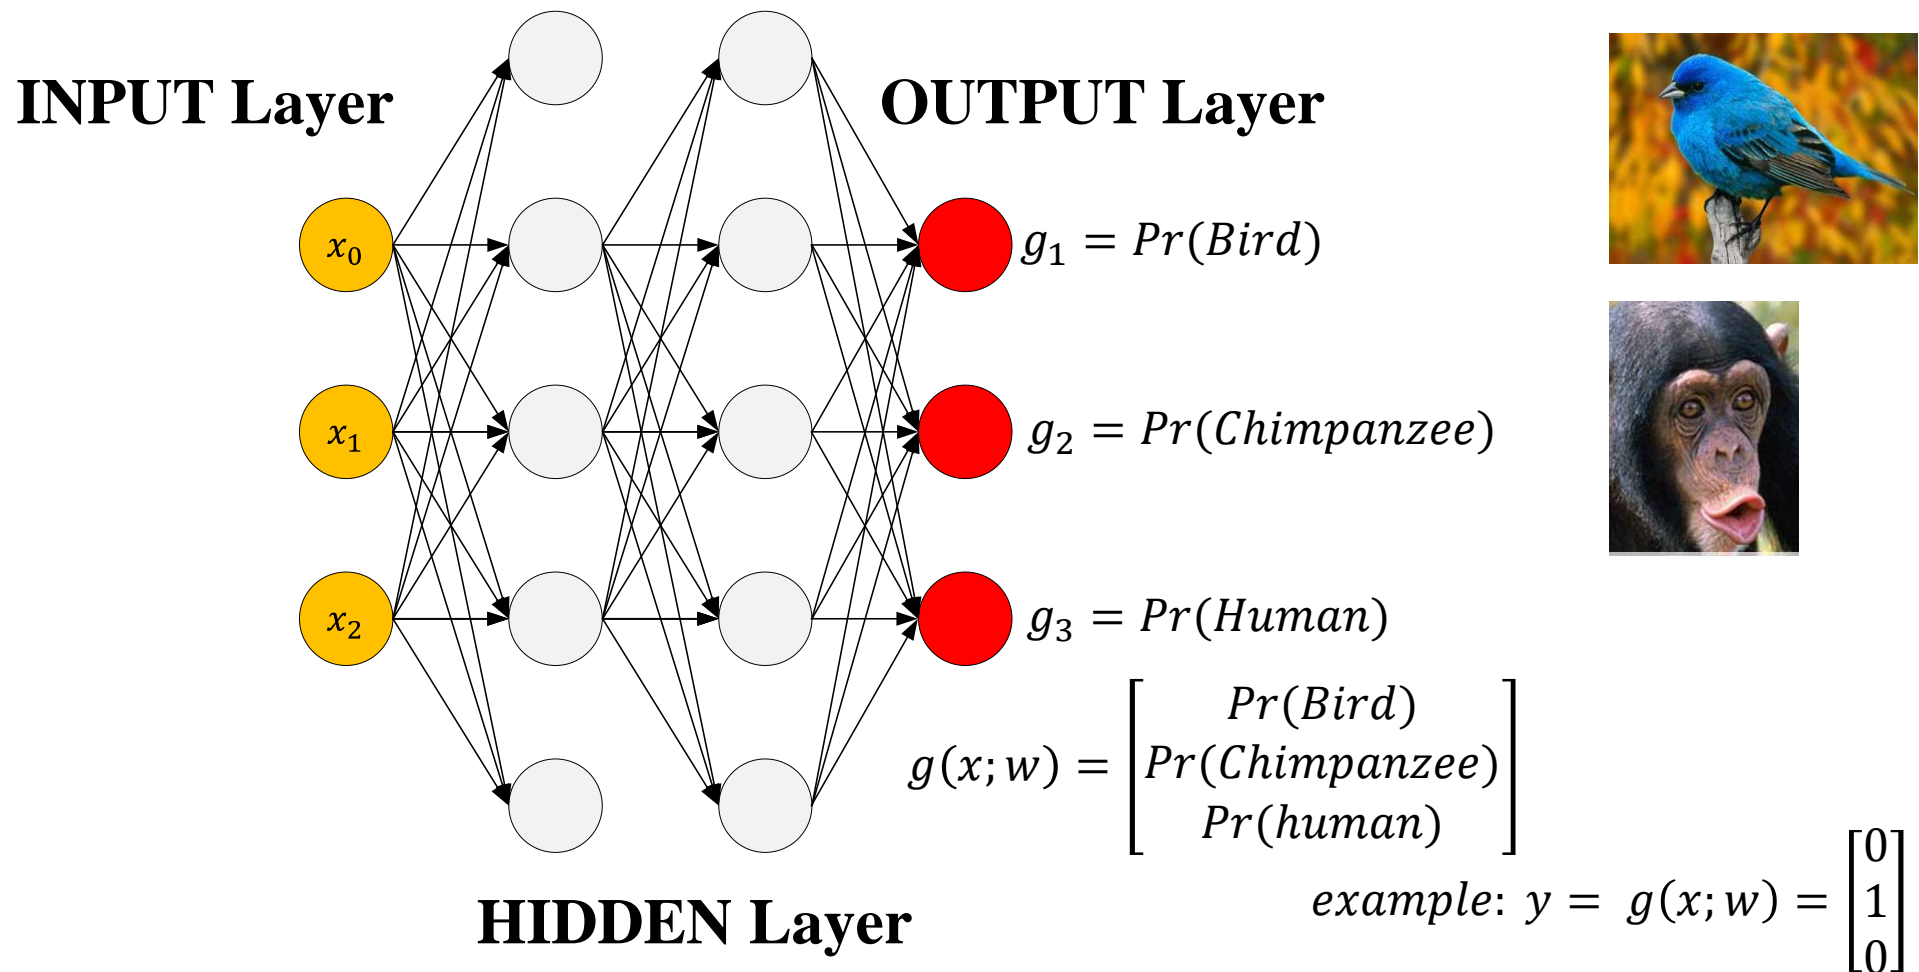 INPUT Layer
OUTPUT Layer
x₀
g₁ = Pr(Bird)
x₁
g₂ = Pr(Chimpanzee)
x₂
g₃ = Pr(Human)
g(x; w) = [Pr(Bird)
Pr(Chimpanzee)
Pr(human)]
HIDDEN Layer
example: y = g(x; w) = [0
1
0]